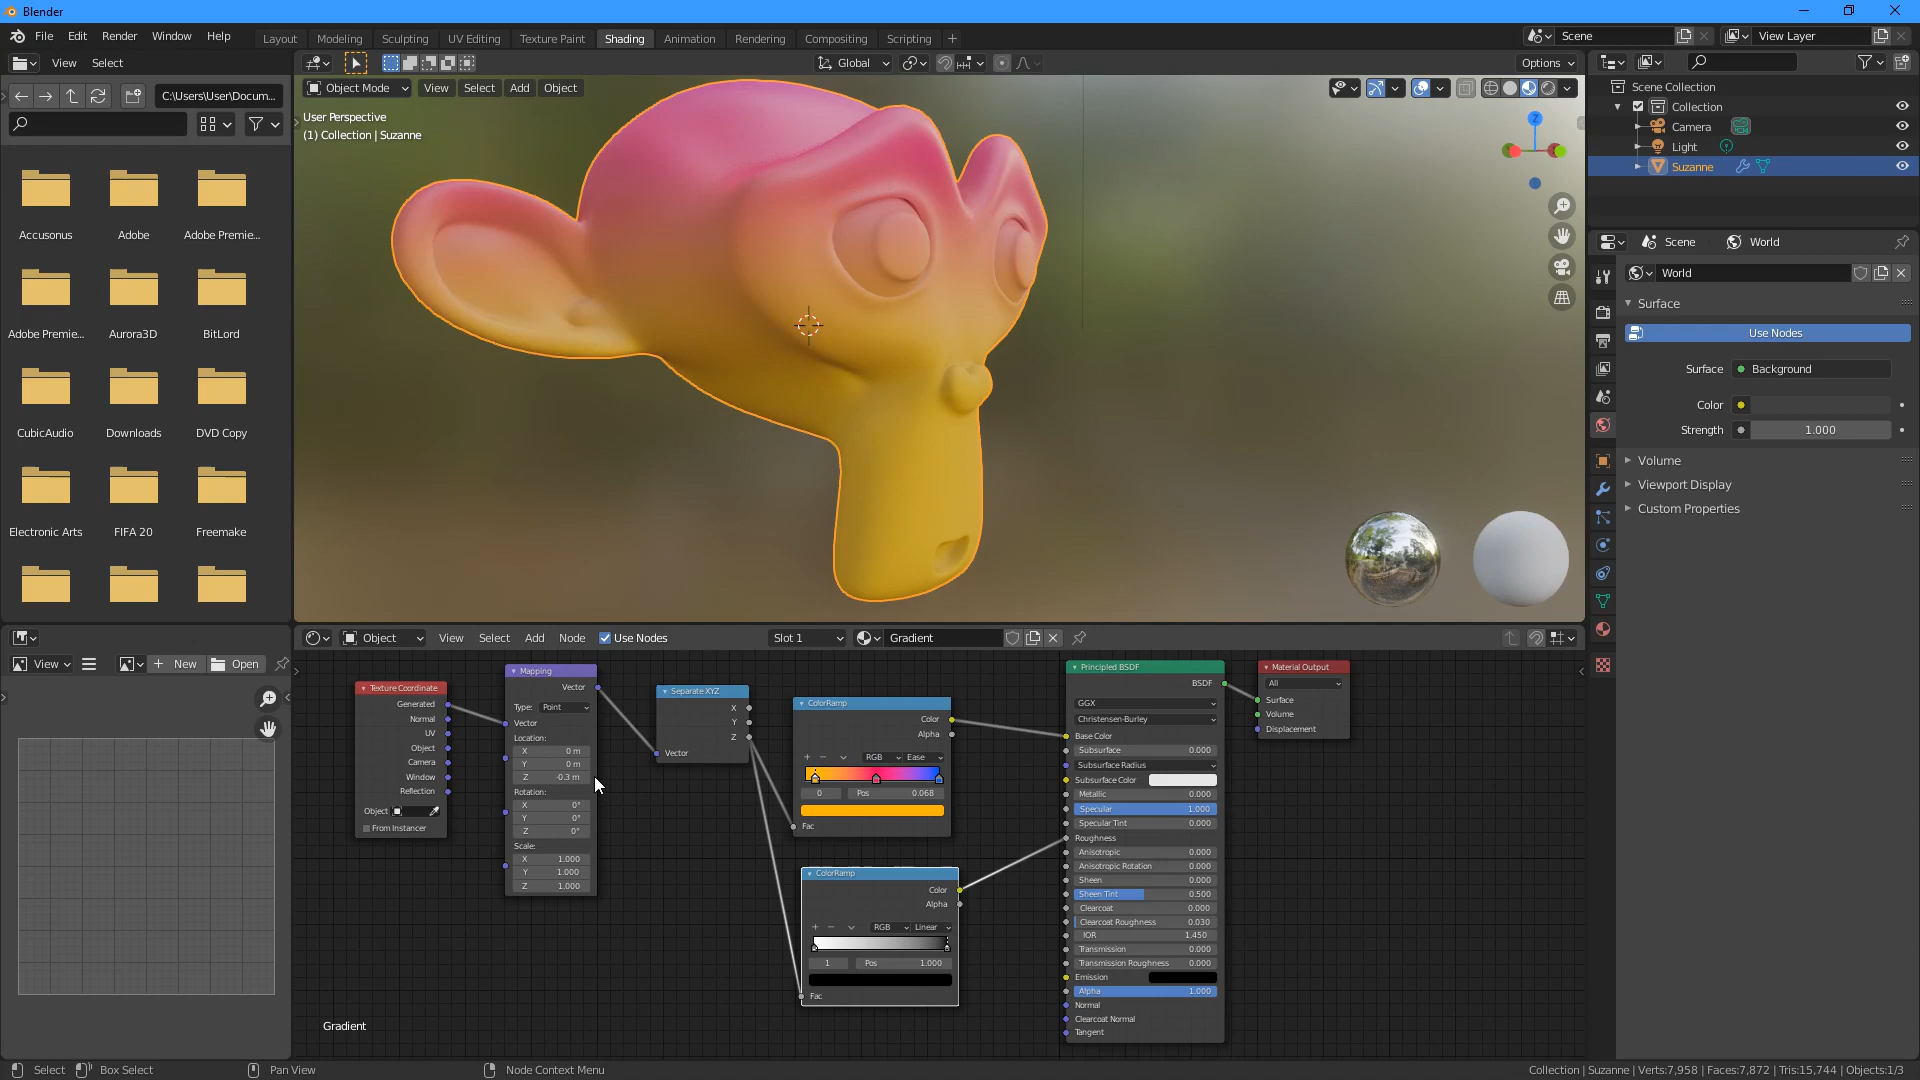 Blender
File Edit Render Window Help
Layout Modeling Sculpting UV Editing Texture Paint Shading Animation Rendering Compositing Scripting +
Scene
View Layer
View Select
Global
Options
C:\Users\User\Docum...
Object Mode View Select Add Object
User Perspective
(1) Collection | Suzanne
Z
Accusonus Adobe Adobe Premie...
Adobe Premie... Aurora3D BitLord
CubicAudio Downloads DVD Copy
Electronic Arts FIFA 20 Freemake
Scene Collection
Collection
Camera
Light
Suzanne
Scene World
World
Surface
Use Nodes
Surface Background
Color
Strength 1.000
Volume
Viewport Display
Custom Properties
View New Open
Object View Select Add Node Use Nodes Slot 1 Gradient
Texture Coordinate
Generated
Normal
UV
Object
Camera
Window
Reflection
Object
From Instancer
Mapping
Vector
Type: Point
Vector
Location:
X 0 m
Y 0 m
Z -0.3 m
Rotation:
X 0°
Y 0°
Z 0°
Scale:
X 1.000
Y 1.000
Z 1.000
Separate XYZ
X
Y
Z
Vector
ColorRamp
Color
Alpha
RGB Ease
0 Pos 0.068
Fac
ColorRamp
Color
Alpha
RGB Linear
1 Pos 1.000
Fac
Principled BSDF
BSDF
GGX
Christensen-Burley
Base Color
Subsurface 0.000
Subsurface Radius
Subsurface Color
Metallic 0.000
Specular 1.000
Specular Tint 0.000
Roughness
Anisotropic 0.000
Anisotropic Rotation 0.000
Sheen 0.000
Sheen Tint 0.500
Clearcoat 0.000
Clearcoat Roughness 0.030
IOR 1.450
Transmission 0.000
Transmission Roughness 0.000
Emission
Alpha 1.000
Normal
Clearcoat Normal
Tangent
Material Output
All
Surface
Volume
Displacement
Gradient
Select Box Select Pan View Node Context Menu
Collection | Suzanne | Verts:7,958 | Faces:7,872 | Tris:15,744 | Objects:1/3